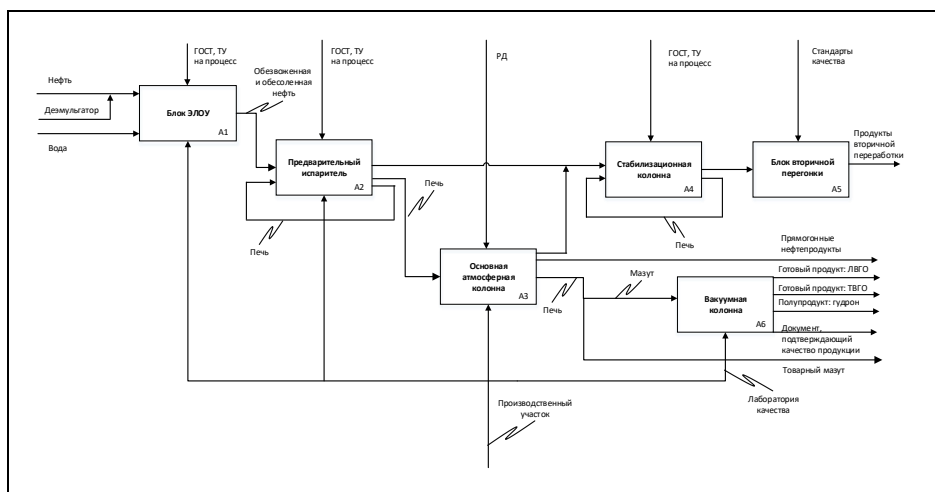 ГОСТ, ТУ
на процесс
ГОСТ, ТУ
на процесс
РД
ГОСТ, ТУ
на процесс
Стандарты
качества
Нефть
Деэмульгатор
Вода
Блок ЭЛОУ
А1
Обезвоженная
и обессоленная
нефть
Предварительный
испаритель
А2
Печь
Печь
Стабилизационная
колонна
А4
Печь
Блок вторичной
перегонки
А5
Продукты
вторичной
переработки
Основная
атмосферная
колонна
А3
Печь
Мазут
Вакуумная
колонна
А6
Прямогонные
нефтепродукты
Готовый продукт: ЛВГО
Готовый продукт: ТВГО
Полупродукт: гудрон
Документ,
подтверждающий
качество продукции
Товарный мазут
Производственный
участок
Лаборатория
качества